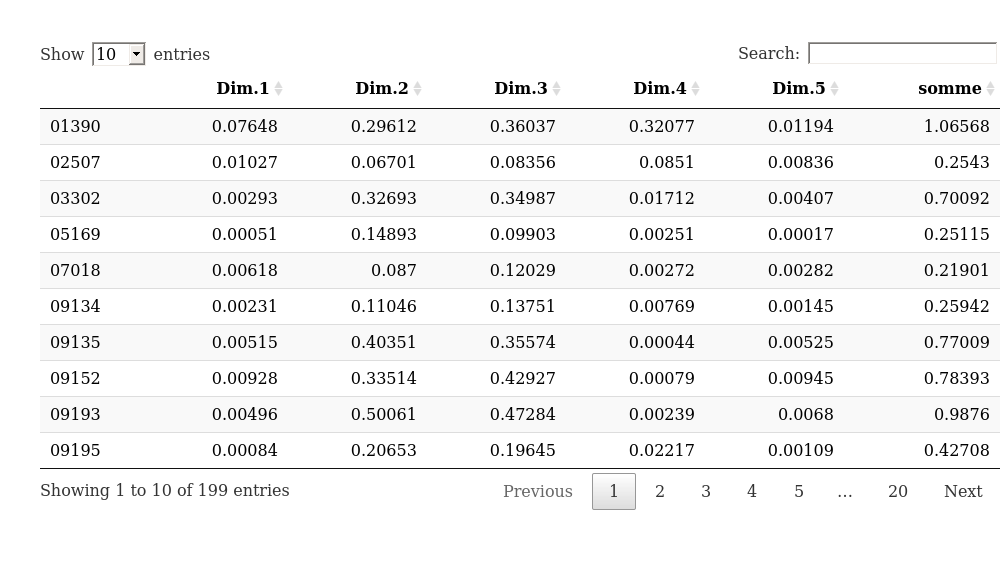 Show 10 entries Search:
Dim.1 Dim.2 Dim.3 Dim.4 Dim.5 somme
01390 0.07648 0.29612 0.36037 0.32077 0.01194 1.06568
02507 0.01027 0.06701 0.08356 0.0851 0.00836 0.2543
03302 0.00293 0.32693 0.34987 0.01712 0.00407 0.70092
05169 0.00051 0.14893 0.09903 0.00251 0.00017 0.25115
07018 0.00618 0.087 0.12029 0.00272 0.00282 0.21901
09134 0.00231 0.11046 0.13751 0.00769 0.00145 0.25942
09135 0.00515 0.40351 0.35574 0.00044 0.00525 0.77009
09152 0.00928 0.33514 0.42927 0.00079 0.00945 0.78393
09193 0.00496 0.50061 0.47284 0.00239 0.0068 0.9876
09195 0.00084 0.20653 0.19645 0.02217 0.00109 0.42708
Showing 1 to 10 of 199 entries Previous 1 2 3 4 5 … 20 Next